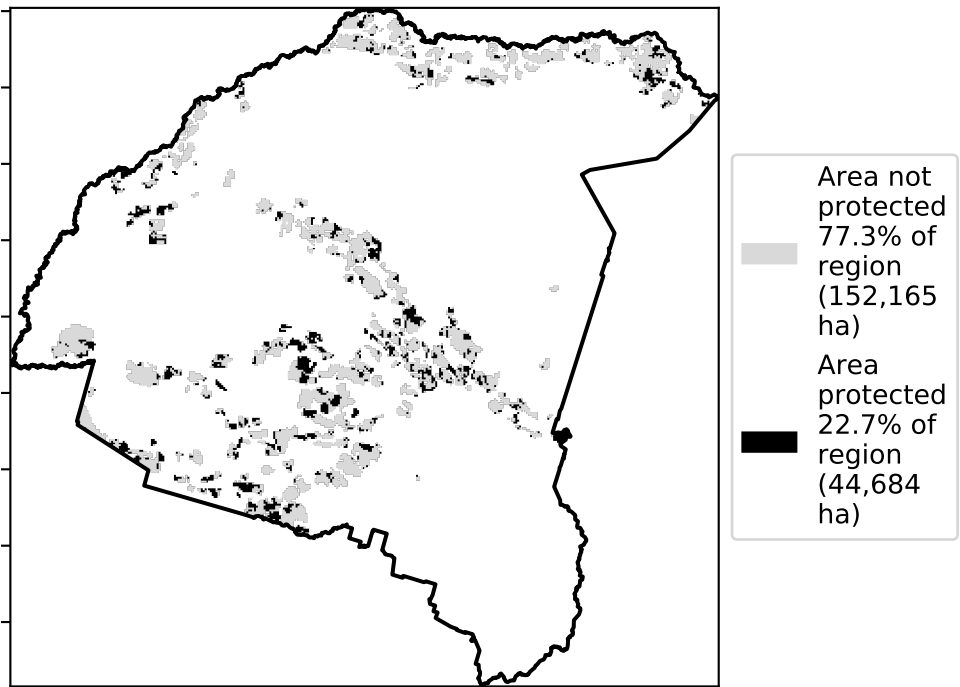 Area not
protected
77.3% of
region
(152,165
ha)
Area
protected
22.7% of
region
(44,684
ha)